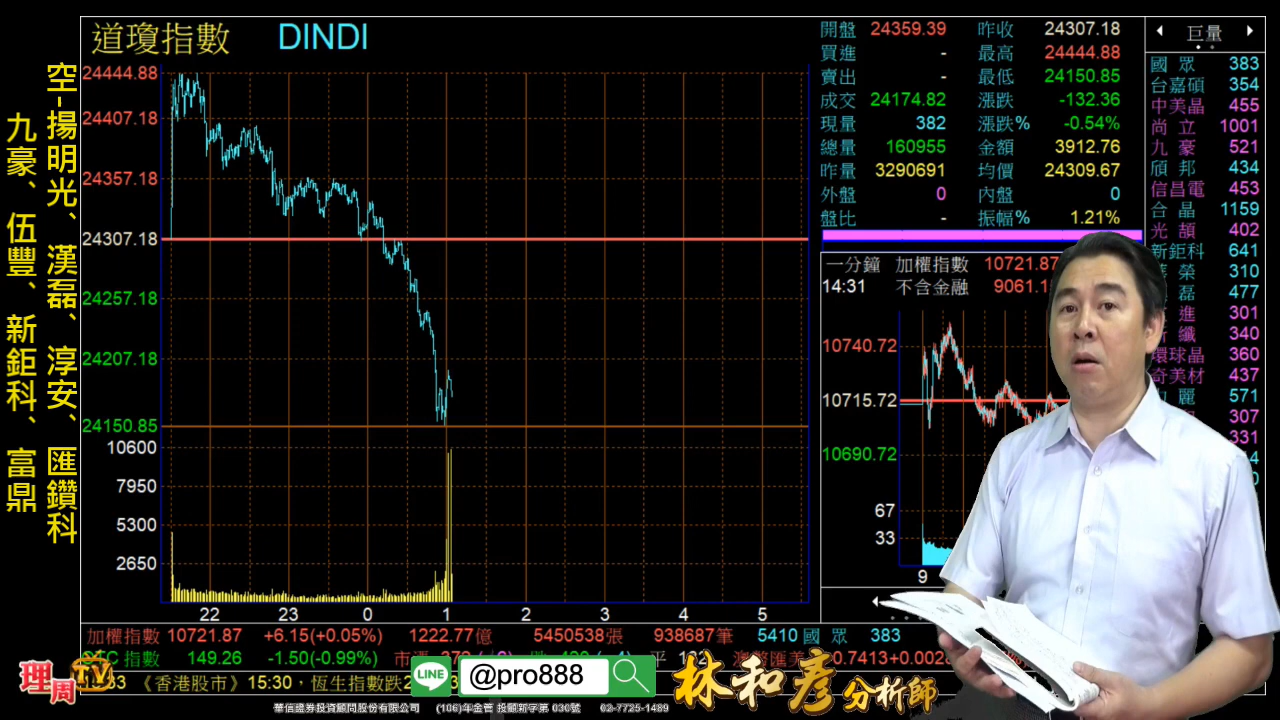 空-揚明光、漢磊、淳安、匯鑽科
九豪、伍豐、新鉅科、富鼎
道瓊指數 DINDI
24444.88
24407.18
24357.18
24307.18
24257.18
24207.18
24150.85
10600
7950
5300
2650
22 23 0 1 2 3 4 5
開盤 24359.39 昨收 24307.18
買進 - 最高 24444.88
賣出 - 最低 24150.85
成交 24174.82 漲跌 -132.36
現量 382 漲跌% -0.54%
總量 160955 金額 3912.76
昨量 3290691 均價 24309.67
外盤 0 內盤 0
盤比 - 振幅% 1.21%
一分鐘 加權指數 10721.87
14:31 不含金融 9061.1
10740.72
10715.72
10690.72
67
33
9
巨量
國眾 383
台嘉碩 354
中美晶 455
尚立 1001
九豪 521
頎邦 434
信昌電 453
合晶 1159
光頡 402
新鉅科 641
榮 310
磊 477
進 301
纖 340
環球晶 360
奇美材 437
麗 571
307
331
加權指數 10721.87 +6.15(+0.05%) 1222.77億 5450538張 938687筆 5410 國眾 383
OTC 指數 149.26 -1.50(-0.99%)
《香港股市》15:30，恆生指數跌
理周TV
LINE @pro888
林和彥分析師
華信證券投資顧問股份有限公司 (106)年金管 投顧新字第 030號 02-7725-1489